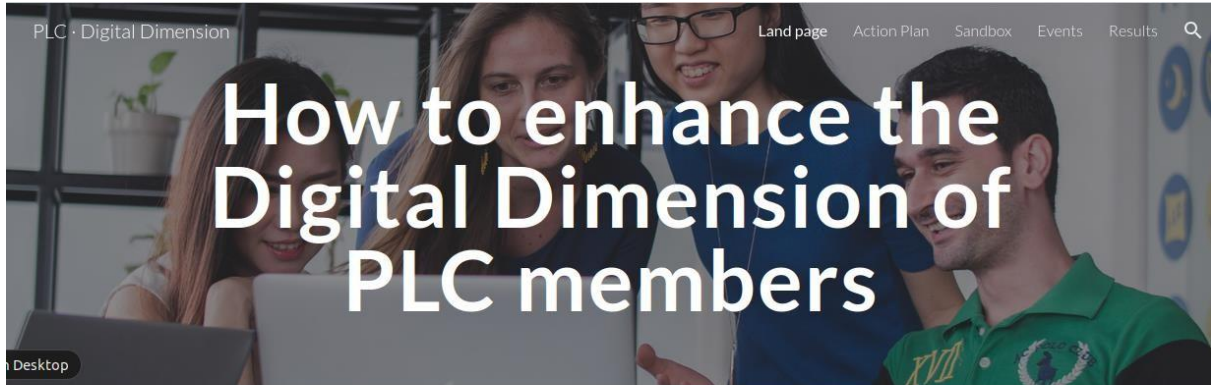 PLC · Digital Dimension
Land page Action Plan Sandbox Events Results
How to enhance the
Digital Dimension of
PLC members
Desktop
XVII